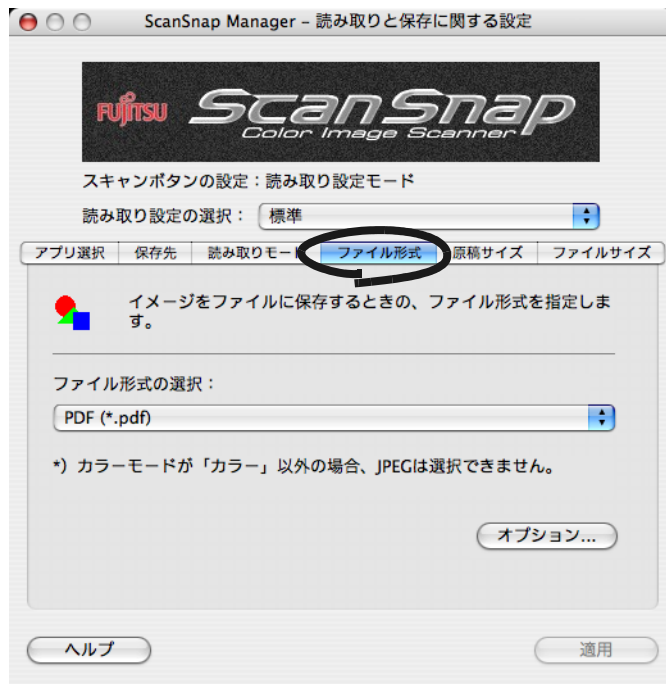 ScanSnap Manager – 読み取りと保存に関する設定
FUJITSU ScanSnap
Color Image Scanner
スキャンボタンの設定：読み取り設定モード
読み取り設定の選択： 標準
アプリ選択 保存先 読み取りモー ファイル形式 原稿サイズ ファイルサイズ
イメージをファイルに保存するときの、ファイル形式を指定しま
す。
ファイル形式の選択：
PDF (*.pdf)
*) カラーモードが「カラー」以外の場合、JPEGは選択できません。
オプション...
ヘルプ 適用